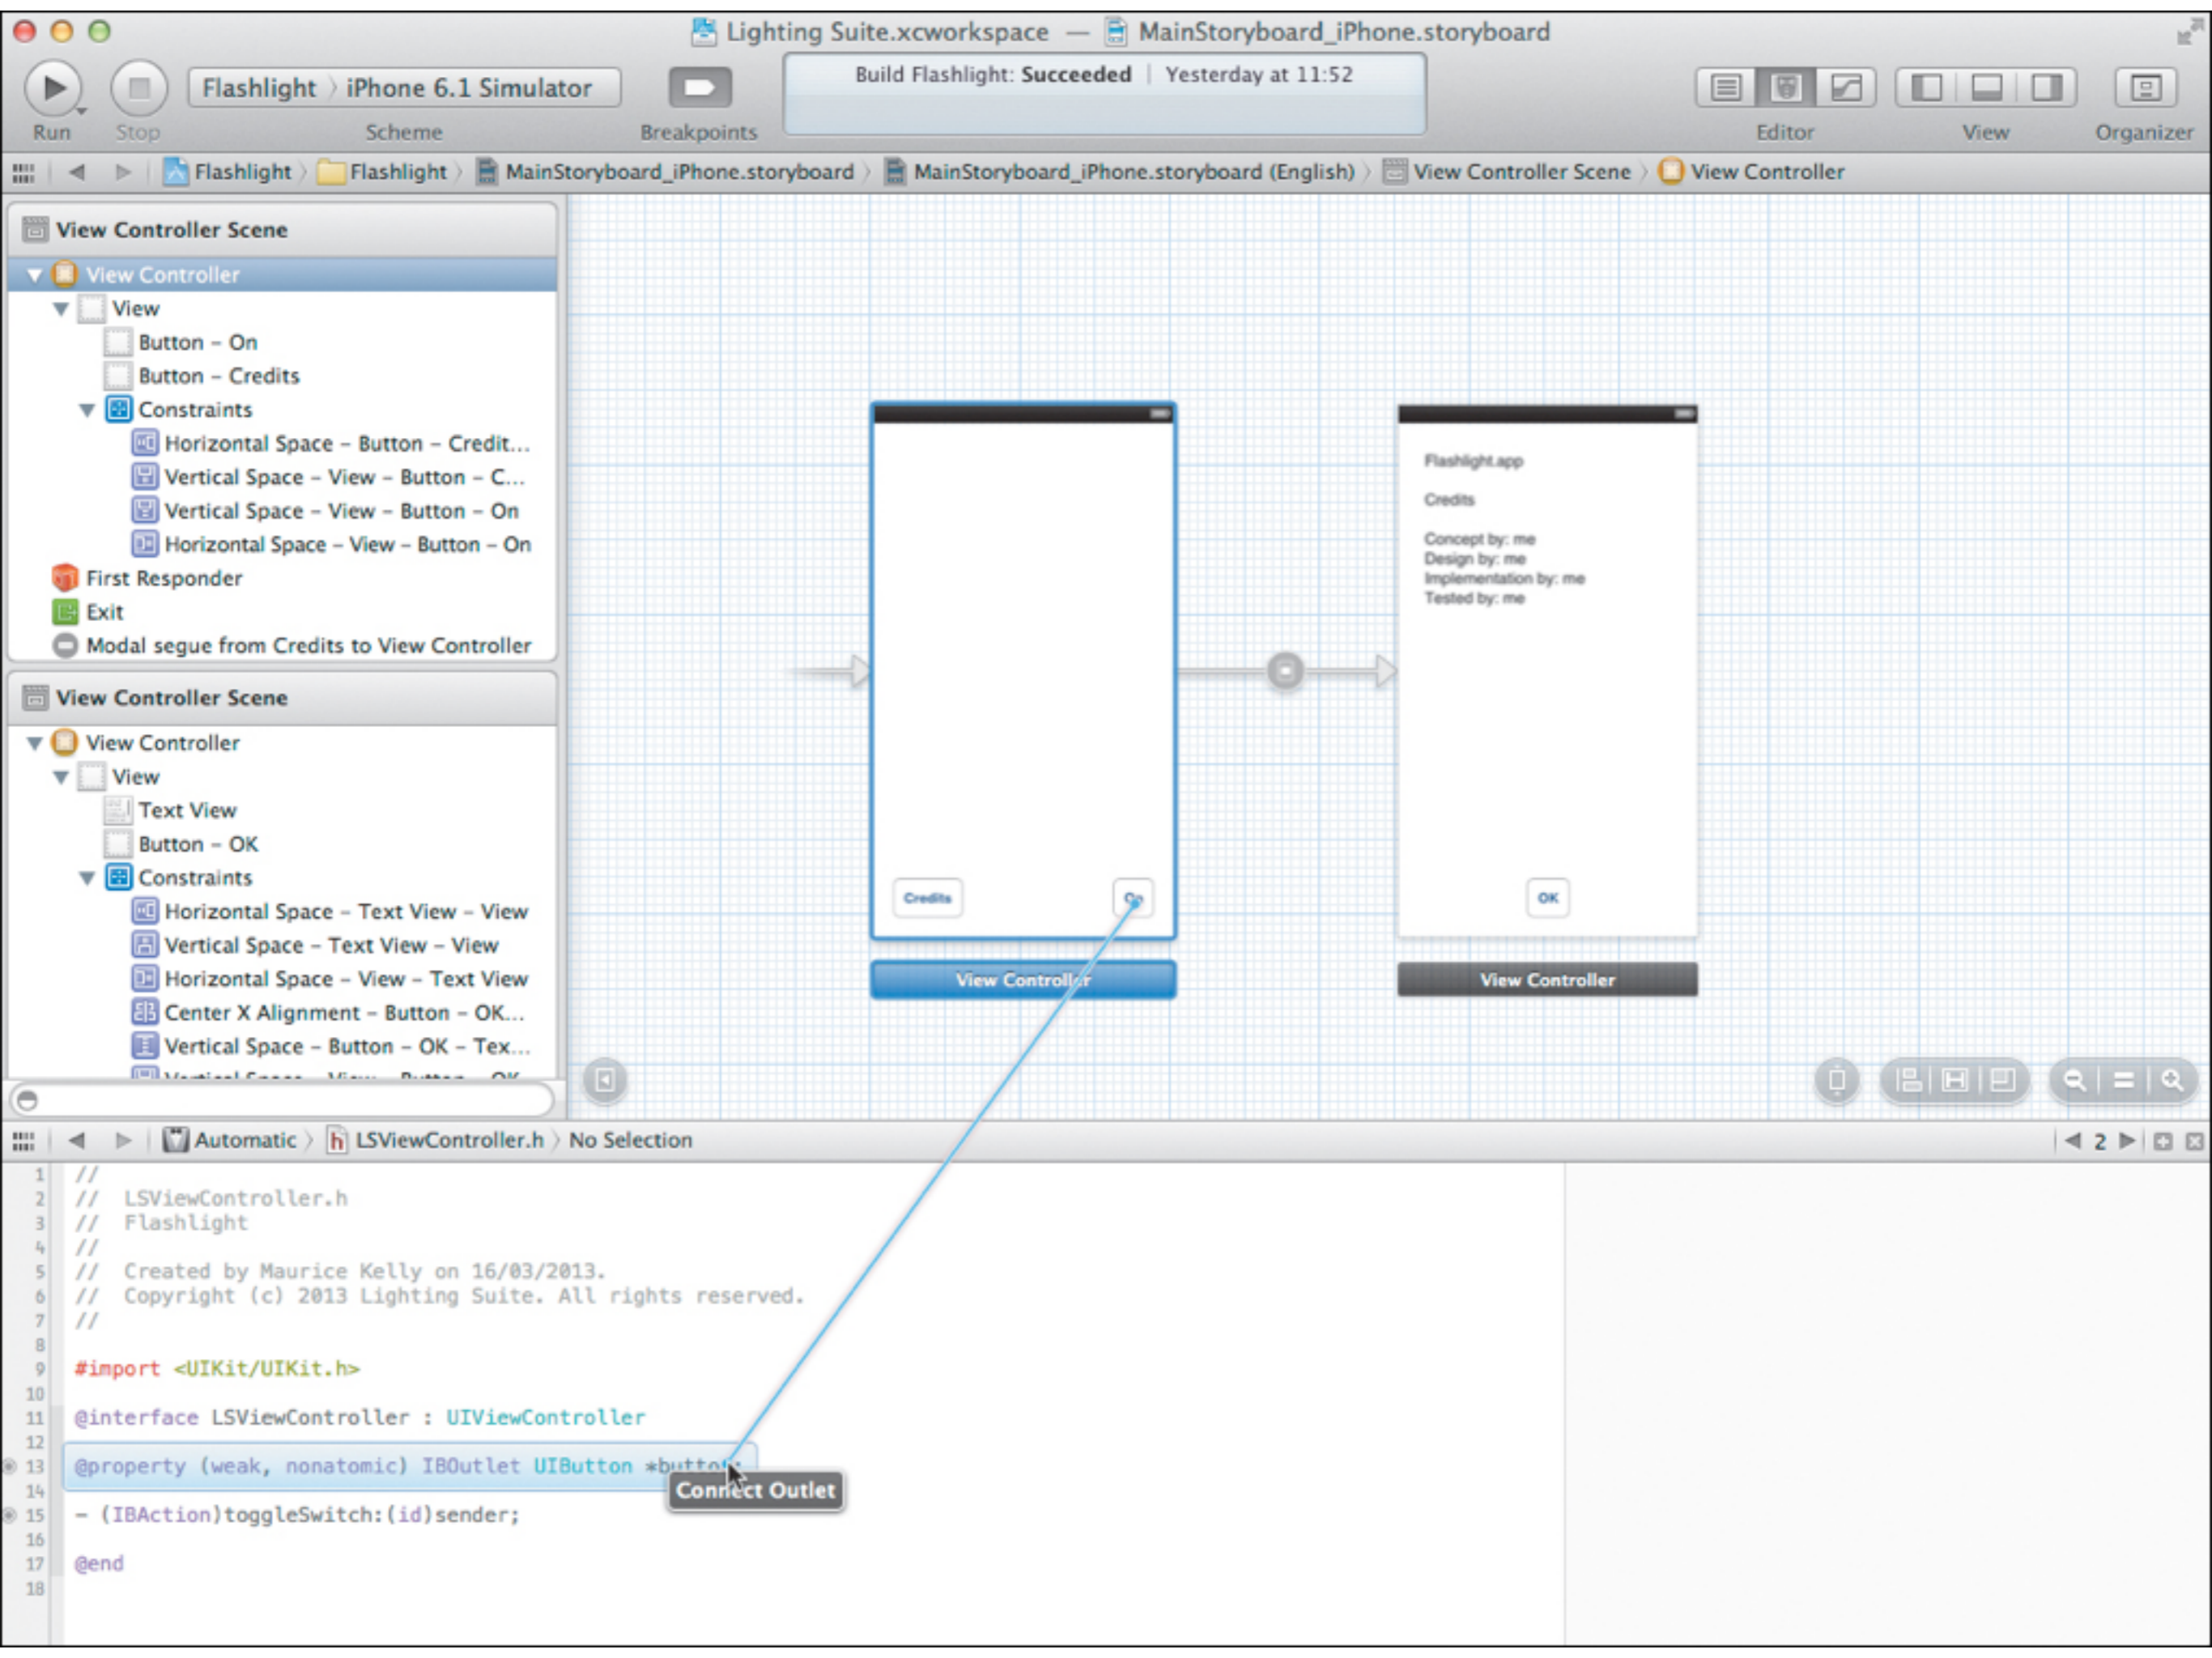 Lighting Suite.xcworkspace — MainStoryboard_iPhone.storyboard
Flashlight › iPhone 6.1 Simulator
Build Flashlight: Succeeded | Yesterday at 11:52
Run Stop Scheme Breakpoints Editor View Organizer
Flashlight › Flashlight › MainStoryboard_iPhone.storyboard › MainStoryboard_iPhone.storyboard (English) › View Controller Scene › View Controller
View Controller Scene
View Controller
View
Button – On
Button – Credits
Constraints
Horizontal Space – Button – Credit...
Vertical Space – View – Button – C...
Vertical Space – View – Button – On
Horizontal Space – View – Button – On
First Responder
Exit
Modal segue from Credits to View Controller
View Controller Scene
View Controller
View
Text View
Button – OK
Constraints
Horizontal Space – Text View – View
Vertical Space – Text View – View
Horizontal Space – View – Text View
Center X Alignment – Button – OK...
Vertical Space – Button – OK – Tex...
Vertical Space – View – Button – OK
Credits
On
View Controller
Flashlight.app
Credits
Concept by: me
Design by: me
Implementation by: me
Tested by: me
OK
View Controller
Automatic › h LSViewController.h › No Selection
2
1 //
2 // LSViewController.h
3 // Flashlight
4 //
5 // Created by Maurice Kelly on 16/03/2013.
6 // Copyright (c) 2013 Lighting Suite. All rights reserved.
7 //
8
9 #import <UIKit/UIKit.h>
10
11 @interface LSViewController : UIViewController
12
13 @property (weak, nonatomic) IBOutlet UIButton *button;
Connect Outlet
14
15 - (IBAction)toggleSwitch:(id)sender;
16
17 @end
18